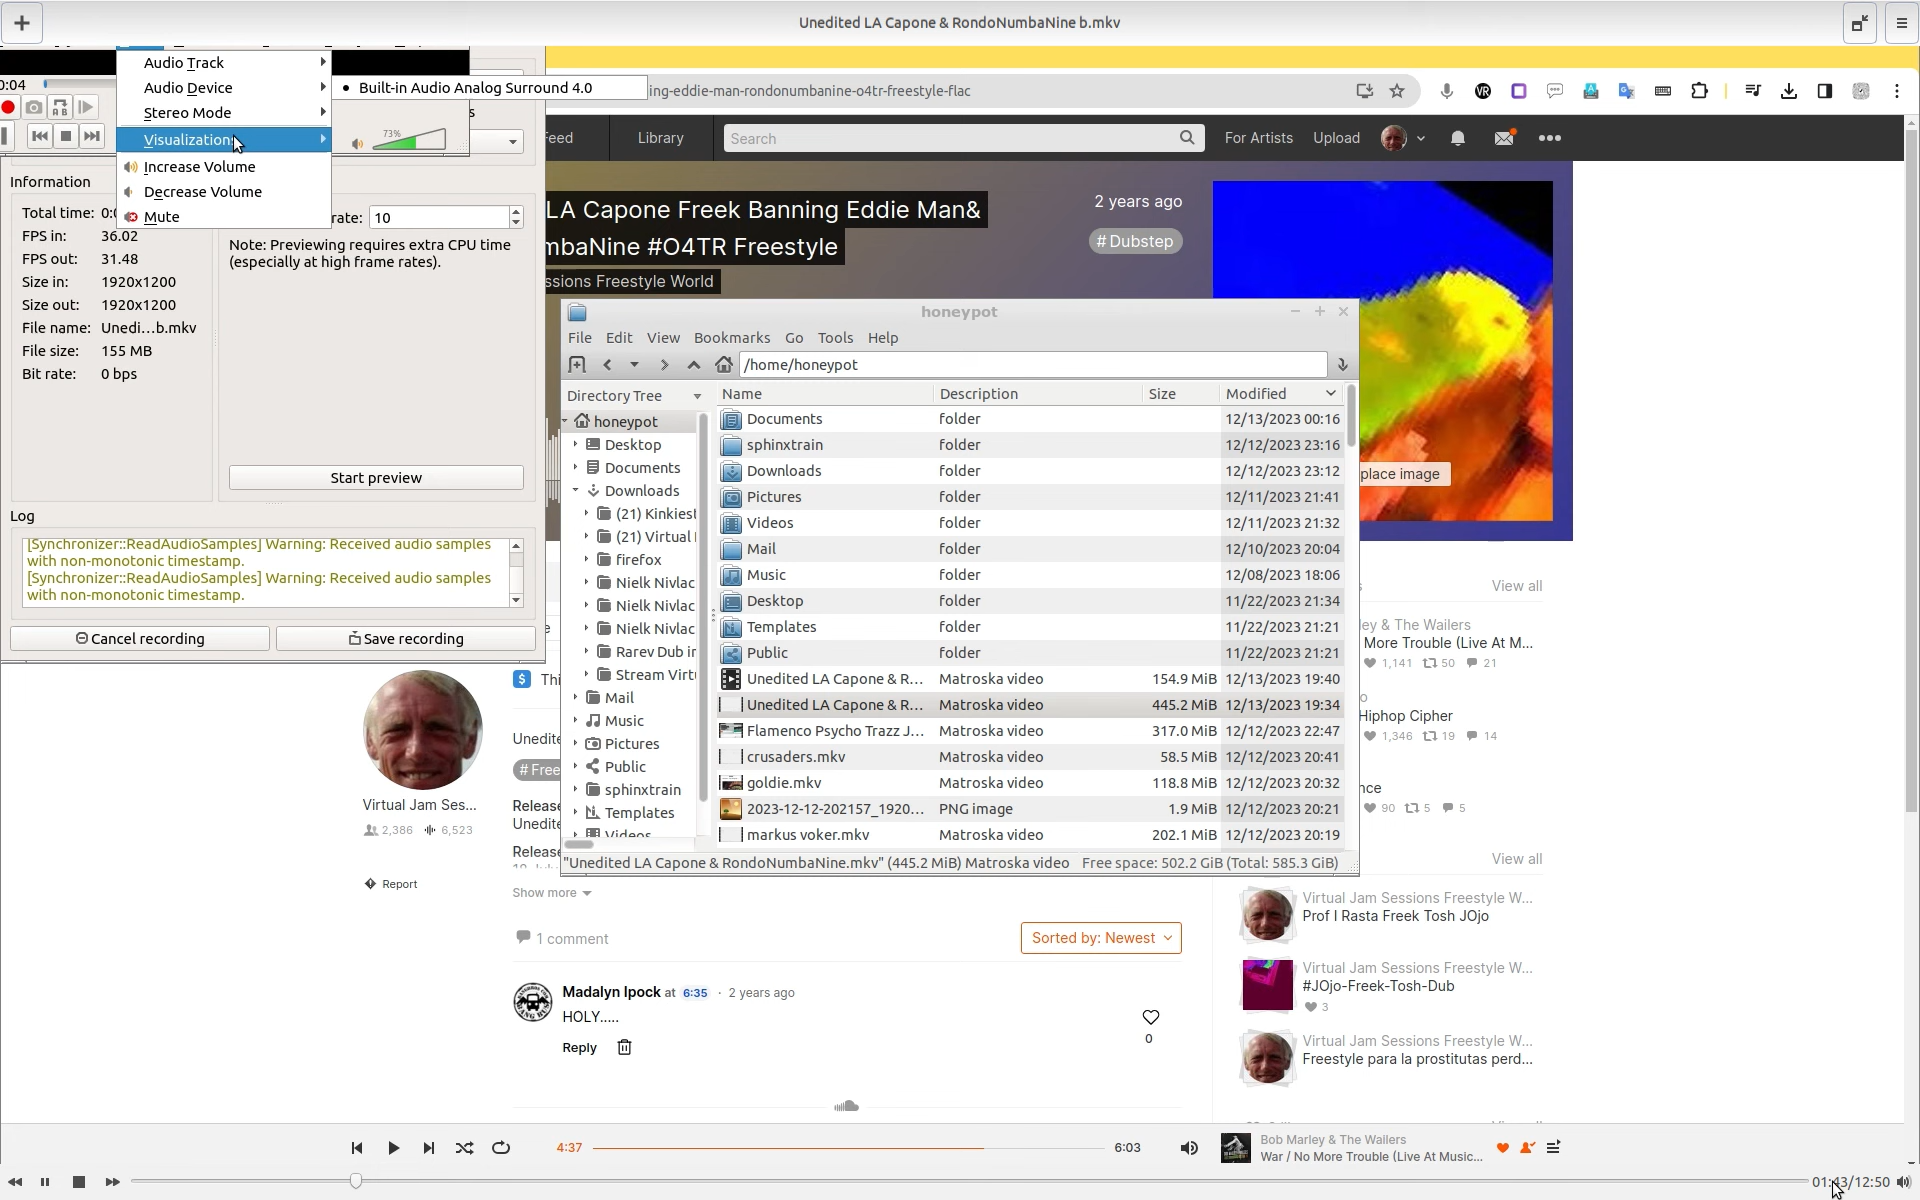 Unedited LA Capone & RondoNumbaNine b.mkv
0:04
Audio Track
Audio Device
Built-in Audio Analog Surround 4.0
Stereo Mode
Visualization
Increase Volume
Decrease Volume
Mute
73%
ing-eddie-man-rondonumbanine-o4tr-freestyle-flac
Feed
Library
Search
For Artists
Upload
Information
Total time:
FPS in: 36.02
FPS out: 31.48
Size in: 1920x1200
Size out: 1920x1200
File name: Unedi...b.mkv
File size: 155 MB
Bit rate: 0 bps
rate: 10
Note: Previewing requires extra CPU time
(especially at high frame rates).
Start preview
Log
[Synchronizer::ReadAudioSamples] Warning: Received audio samples
with non-monotonic timestamp.
[Synchronizer::ReadAudioSamples] Warning: Received audio samples
with non-monotonic timestamp.
Cancel recording
Save recording
LA Capone Freek Banning Eddie Man&
mbaNine #O4TR Freestyle
ssions Freestyle World
2 years ago
# Dubstep
place image
honeypot
File Edit View Bookmarks Go Tools Help
/home/honeypot
Directory Tree
honeypot
Desktop
Documents
Downloads
(21) Kinkiest
(21) Virtual
firefox
Nielk Nivlac
Nielk Nivlac
Nielk Nivlac
Rarev Dub in
Stream Virtu
Mail
Music
Pictures
Public
sphinxtrain
Templates
Videos
Name Description Size Modified
Documents folder 12/13/2023 00:16
sphinxtrain folder 12/12/2023 23:16
Downloads folder 12/12/2023 23:12
Pictures folder 12/11/2023 21:41
Videos folder 12/11/2023 21:32
Mail folder 12/10/2023 20:04
Music folder 12/08/2023 18:06
Desktop folder 11/22/2023 21:34
Templates folder 11/22/2023 21:21
Public folder 11/22/2023 21:21
Unedited LA Capone & R... Matroska video 154.9 MiB 12/13/2023 19:40
Unedited LA Capone & R... Matroska video 445.2 MiB 12/13/2023 19:34
Flamenco Psycho Trazz J... Matroska video 317.0 MiB 12/12/2023 22:47
crusaders.mkv Matroska video 58.5 MiB 12/12/2023 20:41
goldie.mkv Matroska video 118.8 MiB 12/12/2023 20:32
2023-12-12-202157_1920... PNG image 1.9 MiB 12/12/2023 20:21
markus voker.mkv Matroska video 202.1 MiB 12/12/2023 20:19
"Unedited LA Capone & RondoNumbaNine.mkv" (445.2 MiB) Matroska video Free space: 502.2 GiB (Total: 585.3 GiB)
Virtual Jam Ses...
2,386 6,523
Report
Thi
Unedite
# Free
Release
Unedite
Release
Show more
1 comment
Sorted by: Newest
Madalyn Ipock at 6:35 · 2 years ago
HOLY.....
0
Reply
View all
ley & The Wailers
More Trouble (Live At M...
1,141 50 21
Hiphop Cipher
1,346 19 14
nce
90 5 5
View all
Virtual Jam Sessions Freestyle W...
Prof I Rasta Freek Tosh JOjo
Virtual Jam Sessions Freestyle W...
#JOjo-Freek-Tosh-Dub
3
Virtual Jam Sessions Freestyle W...
Freestyle para la prostitutas perd...
4:37
6:03
Bob Marley & The Wailers
War / No More Trouble (Live At Music...
01:43/12:50